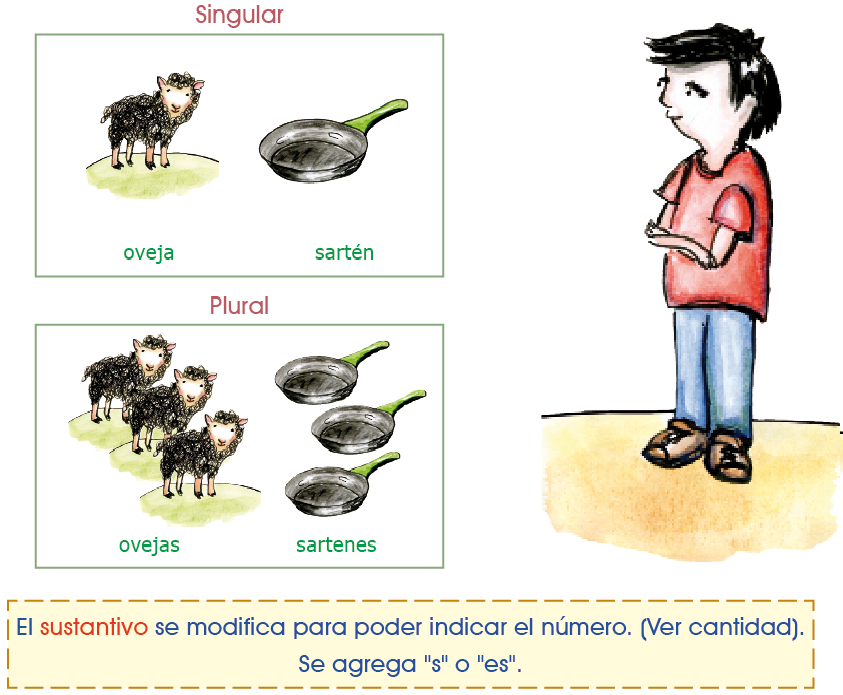 Singular
oveja sartén
Plural
ovejas sartenes
El sustantivo se modifica para poder indicar el número. (Ver cantidad).
Se agrega "s" o "es".